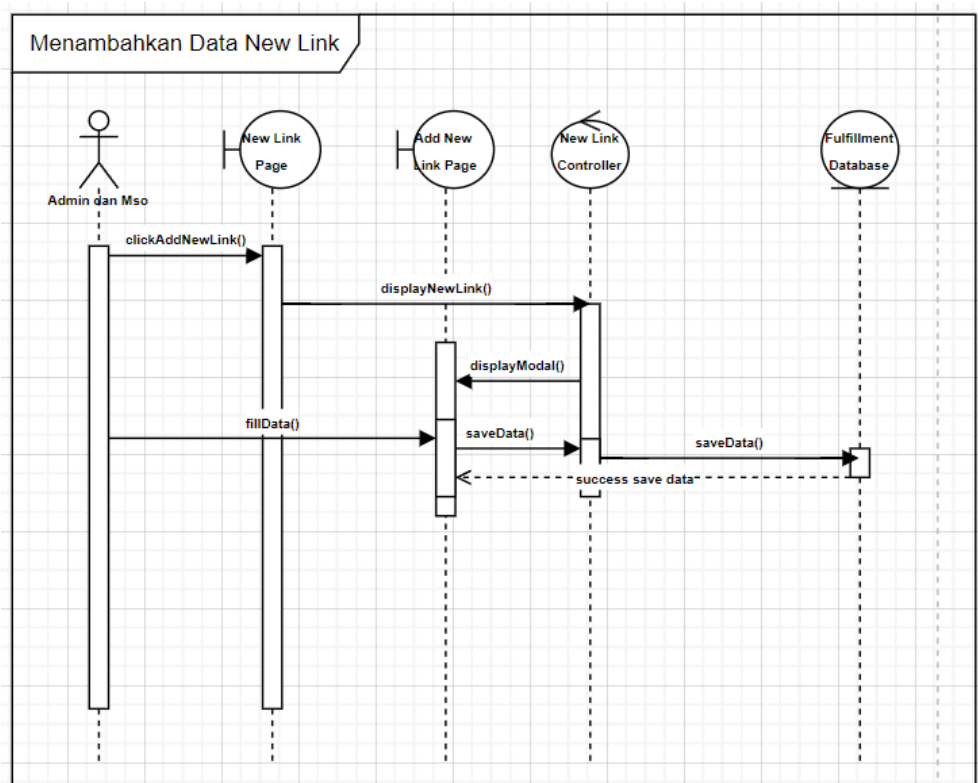 Menambahkan Data New Link
New Link
Page
Add New
Link Page
New Link
Controller
Fulfillment
Database
Admin dan Mso
clickAddNewLink()
displayNewLink()
displayModal()
fillData()
saveData()
saveData()
success save data